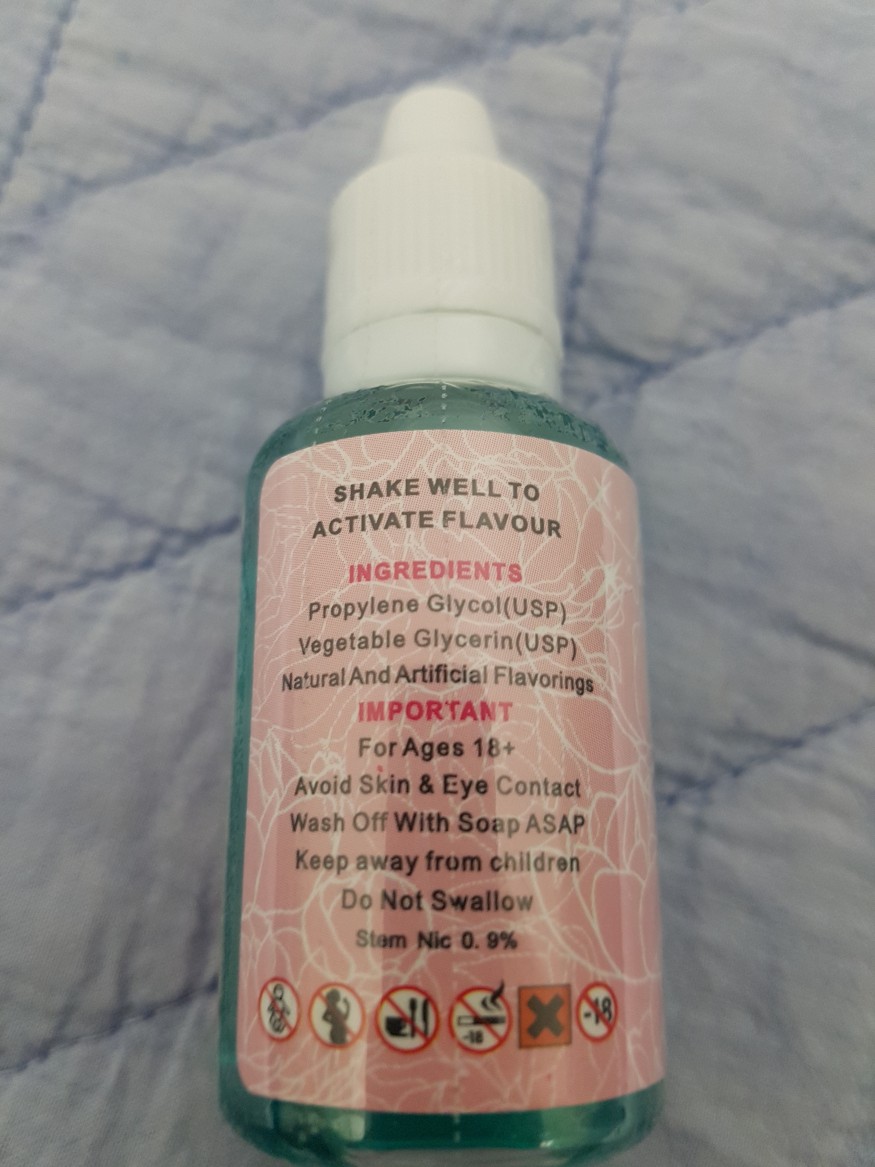 SHAKE WELL TO
ACTIVATE FLAVOUR
INGREDIENTS
Propylene Glycol(USP)
Vegetable Glycerin(USP)
Natural And Artificial Flavorings
IMPORTANT
For Ages 18+
Avoid Skin & Eye Contact
Wash Off With Soap ASAP
Keep away from children
Do Not Swallow
Stem Nic 0. 9%
-18 -18